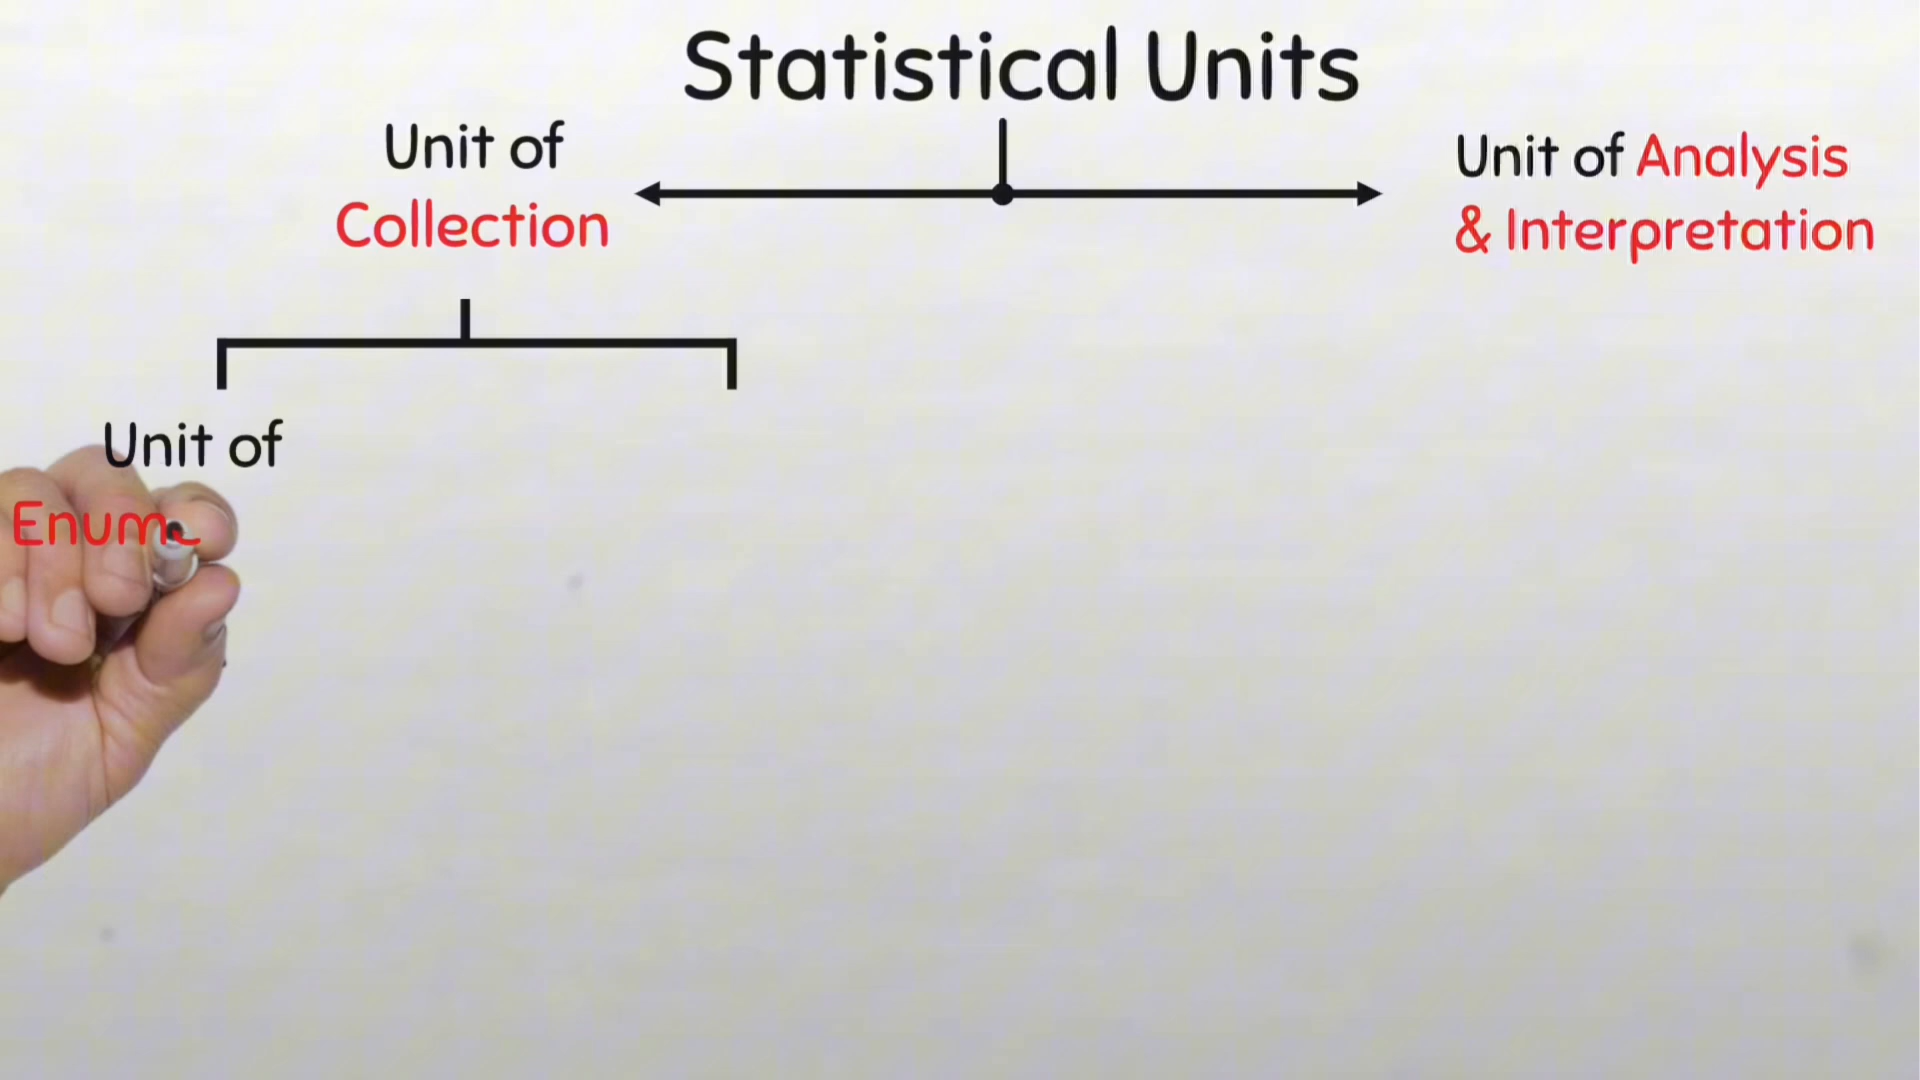 Statistical Units
Unit of
Collection
Unit of Analysis
& Interpretation
Unit of
Enum